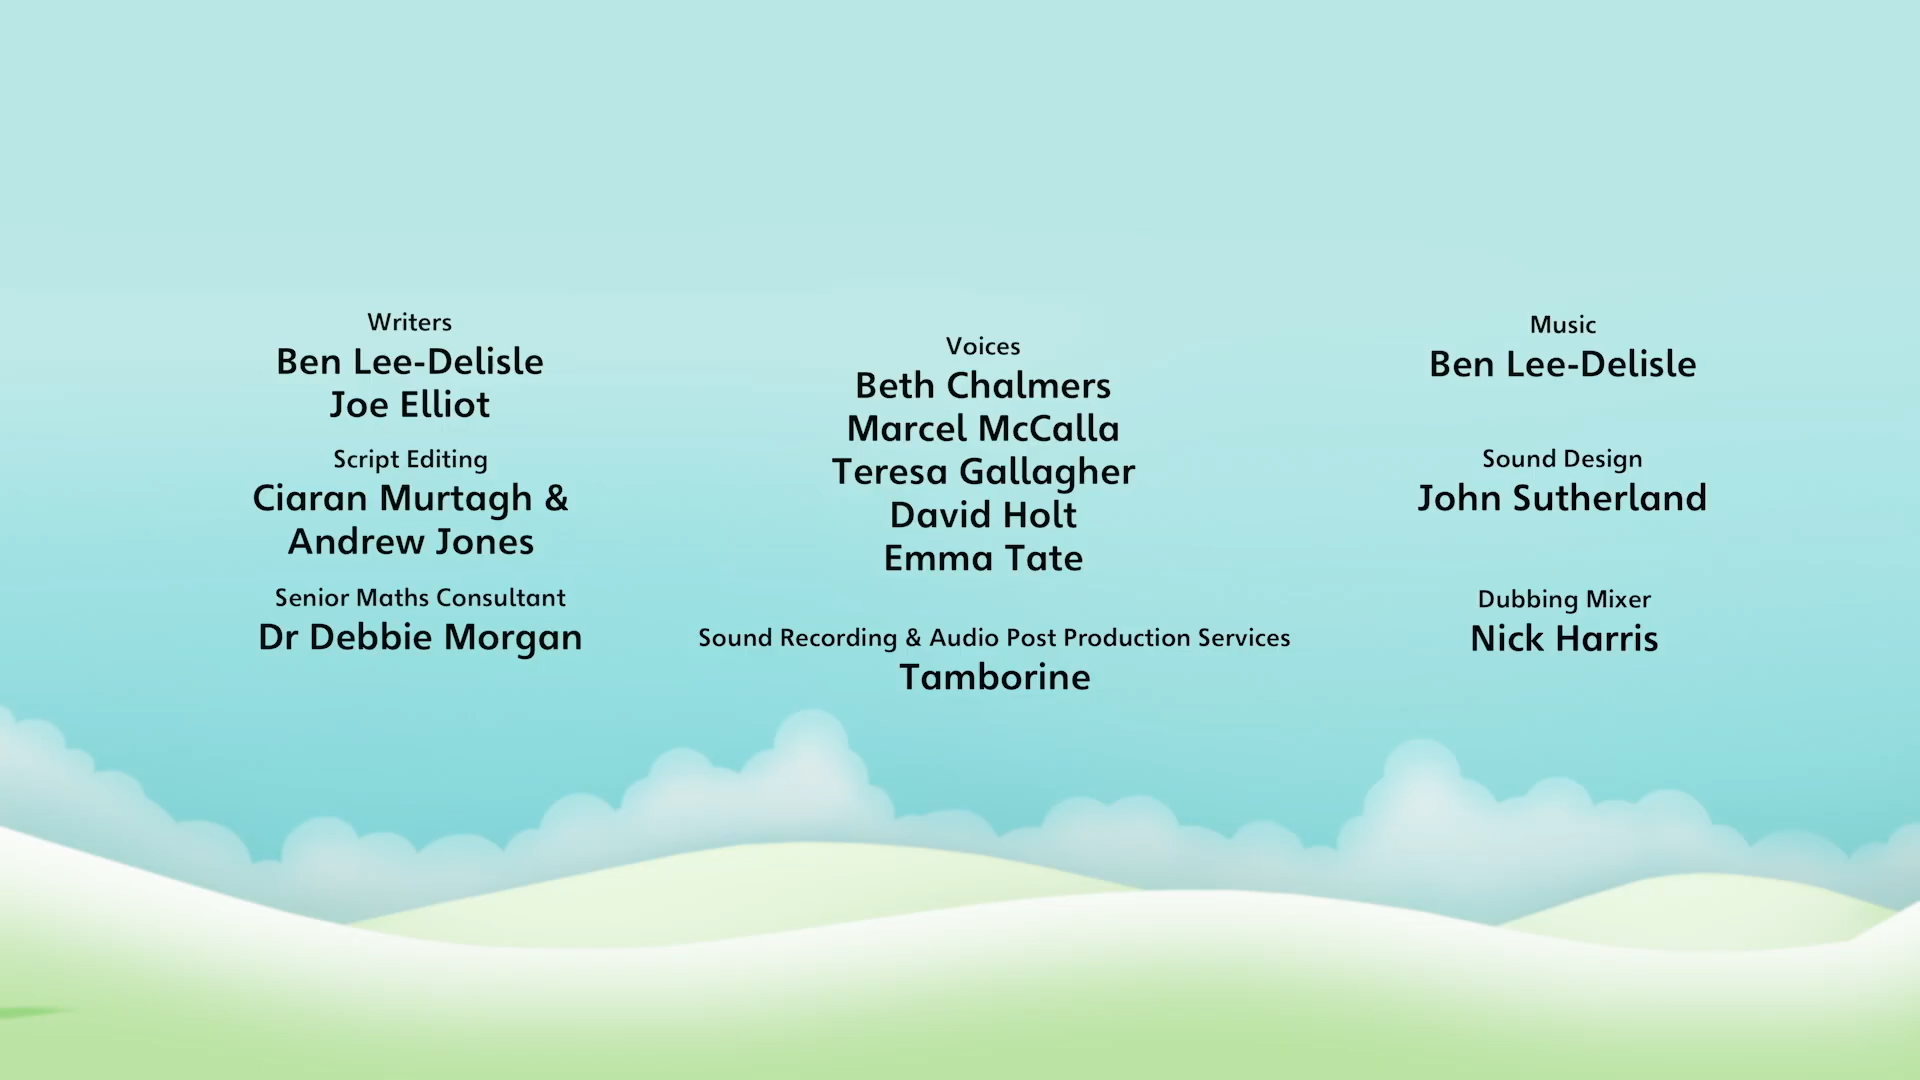 Writers
Ben Lee-Delisle
Joe Elliot
Script Editing
Ciaran Murtagh &
Andrew Jones
Senior Maths Consultant
Dr Debbie Morgan
Voices
Beth Chalmers
Marcel McCalla
Teresa Gallagher
David Holt
Emma Tate
Sound Recording & Audio Post Production Services
Tamborine
Music
Ben Lee-Delisle
Sound Design
John Sutherland
Dubbing Mixer
Nick Harris